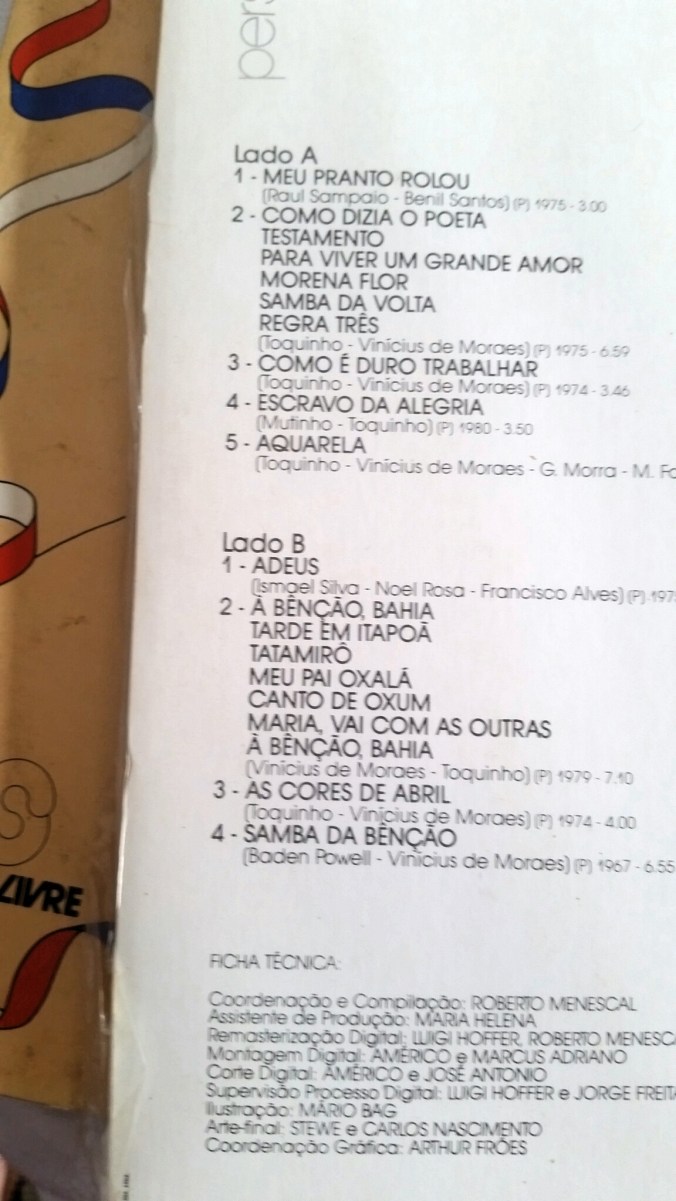 pers
Lado A
1 - MEU PRANTO ROLOU
(Raul Sampaio - Benil Santos) (P) 1975 - 3.00
2 - COMO DIZIA O POETA
TESTAMENTO
PARA VIVER UM GRANDE AMOR
MORENA FLOR
SAMBA DA VOLTA
REGRA TRÊS
(Toquinho - Vinícius de Moraes) (P) 1975 - 6.59
3 - COMO É DURO TRABALHAR
(Toquinho - Vinícius de Moraes) (P) 1974 - 3.46
4 - ESCRAVO DA ALEGRIA
(Mutinho - Toquinho) (P) 1980 - 3.50
5 - AQUARELA
(Toquinho - Vinícius de Moraes - G. Morra - M. Fa
Lado B
1 - ADEUS
(Ismael Silva - Noel Rosa - Francisco Alves) (P) 197
2 - À BÊNÇÃO, BAHIA
TARDE EM ITAPOÃ
TATAMIRÔ
MEU PAI OXALÁ
CANTO DE OXUM
MARIA, VAI COM AS OUTRAS
À BÊNÇÃO, BAHIA
(Vinícius de Moraes - Toquinho) (P) 1979 - 7.10
3 - AS CORES DE ABRIL
(Toquinho - Vinícius de Moraes) (P) 1974 - 4.00
4 - SAMBA DA BÊNÇÃO
(Baden Powell - Vinícius de Moraes) (P) 1967 - 6.55
LIVRE
FICHA TÉCNICA:
Coordenação e Compilação: ROBERTO MENESCAL
Assistente de Produção: MARIA HELENA
Remasterização Digital: LUIGI HOFFER, ROBERTO MENESCA
Montagem Digital: AMÉRICO e MARCUS ADRIANO
Corte Digital: AMÉRICO e JOSÉ ANTONIO
Supervisão Processo Digital: LUIGI HOFFER e JORGE FREITA
Ilustração: MÁRIO BAG
Arte-final: STEWE e CARLOS NASCIMENTO
Coordenação Gráfica: ARTHUR FRÓES